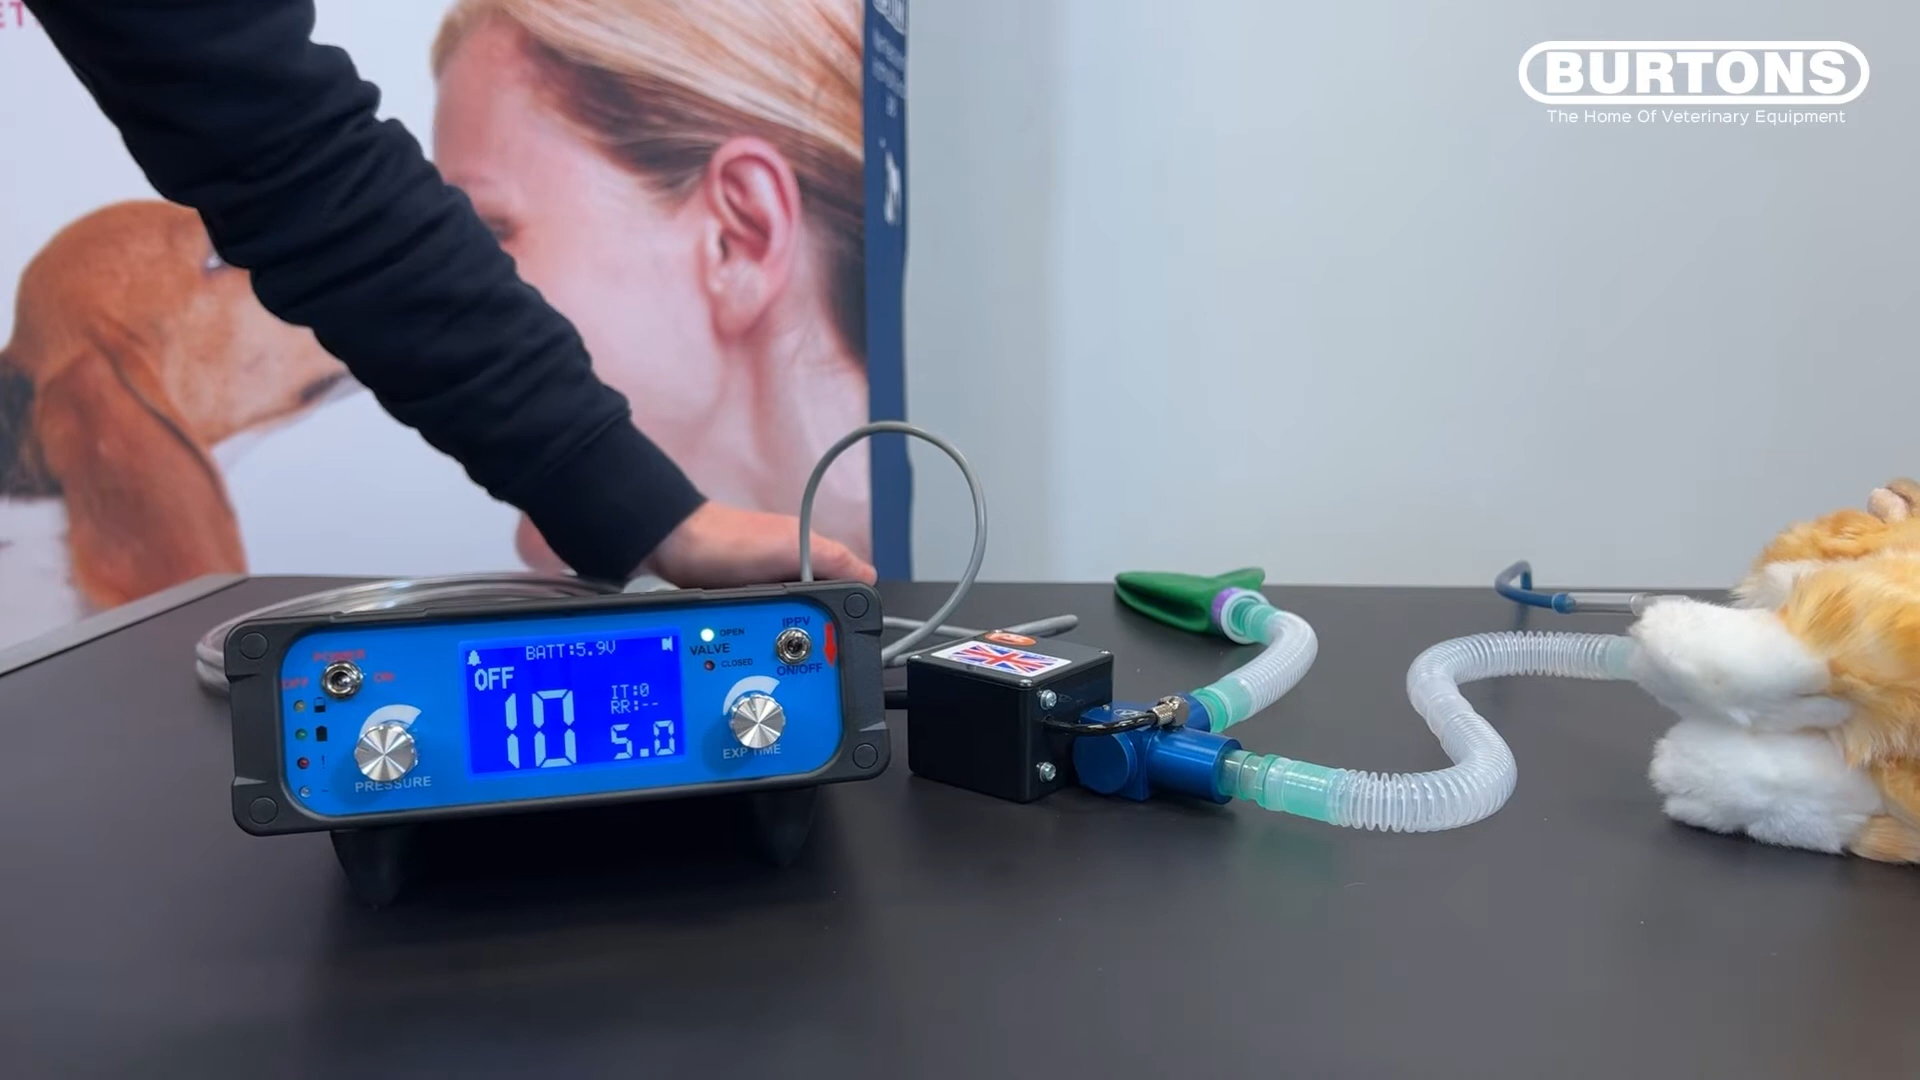 BURTONS
The Home Of Veterinary Equipment
ET
POWER
OFF
ON
PRESSURE
BATT:5.9V
OFF
10
IT:0
RR:--
5.0
OPEN
VALVE
CLOSED
IPPV
ON/OFF
EXP TIME